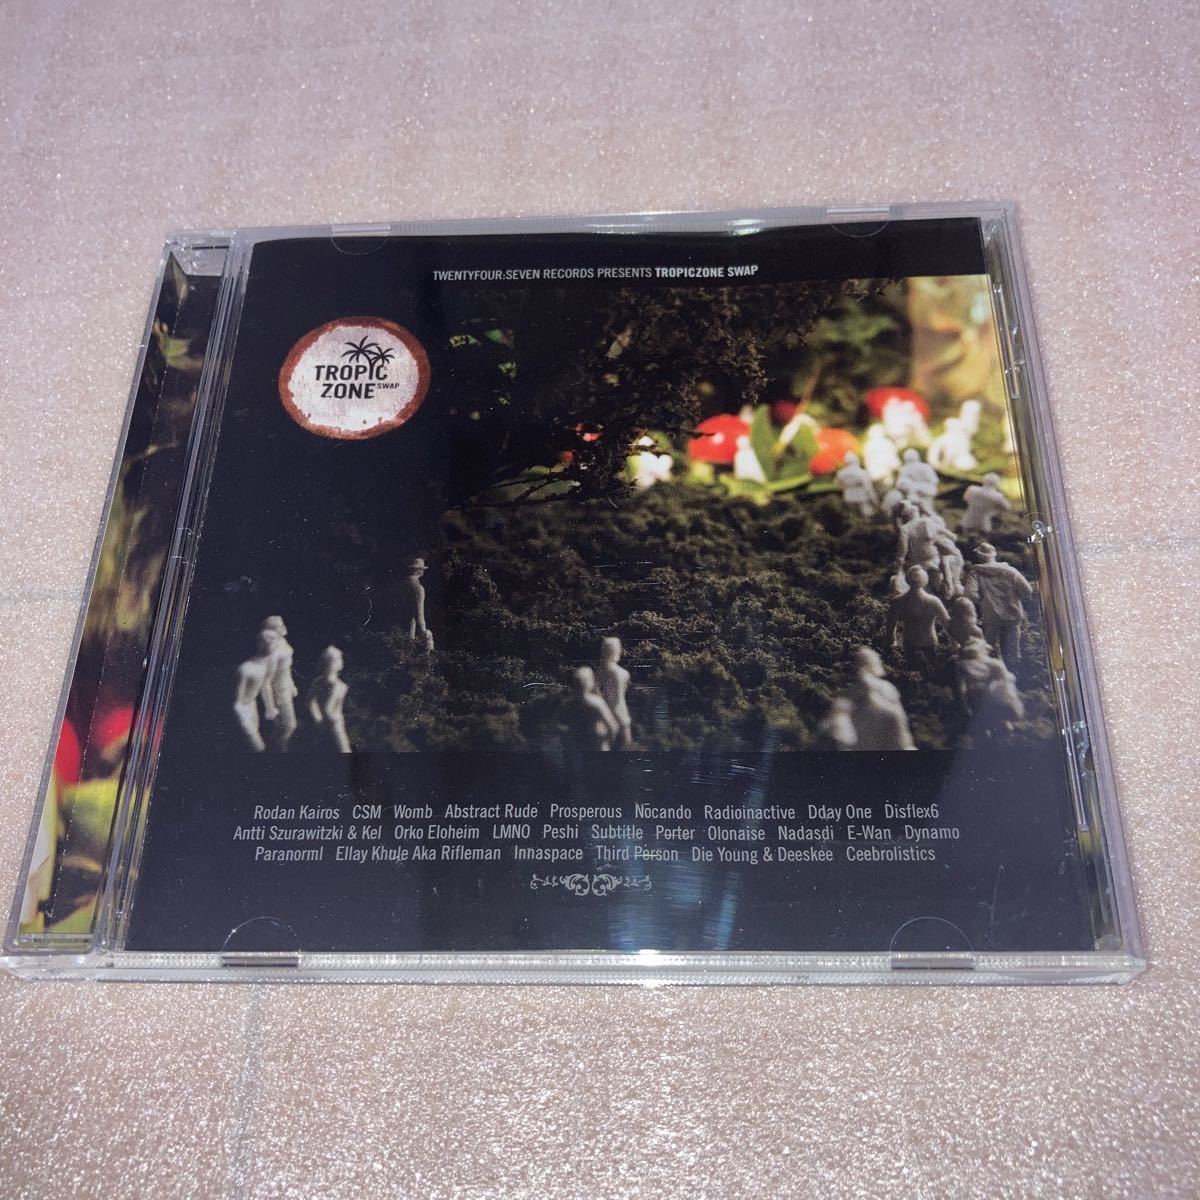 TWENTYFOUR:SEVEN RECORDS PRESENTS TROPICZONE SWAP
TROPIC
ZONE SWAP
Rodan Kairos CSM Womb Abstract Rude Prosperous Nocando Radioinactive Dday One Disflex6
Antti Szurawitzki & Kel Orko Eloheim LMNO Peshi Subtitle Porter Olonaise Nadasdi E-Wan Dynamo
Paranorml Ellay Khule Aka Rifleman Innaspace Third Person Die Young & Deeskee Ceebrolistics